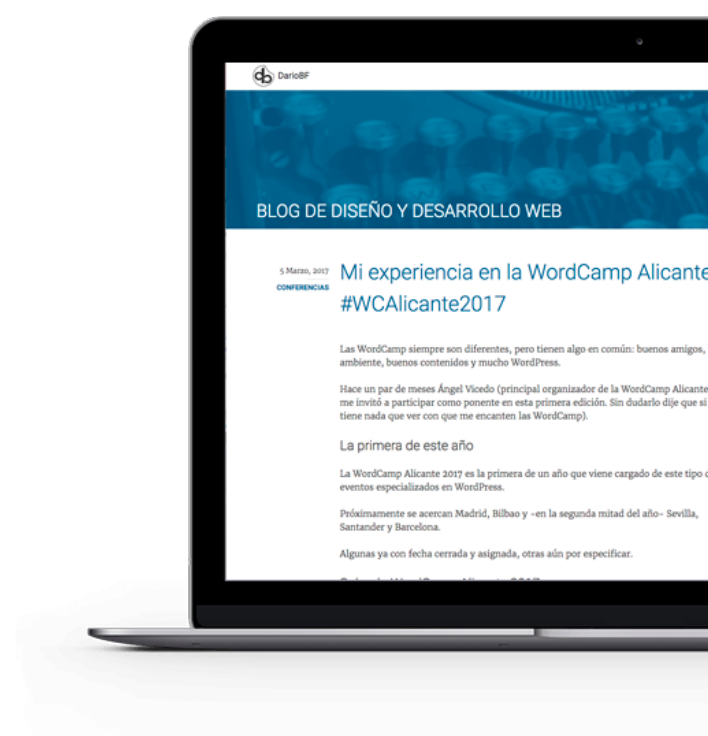 db DarioBF
BLOG DE DISEÑO Y DESARROLLO WEB
5 Marzo, 2017
CONFERENCIAS
Mi experiencia en la WordCamp Alicante
#WCAlicante2017
Las WordCamp siempre son diferentes, pero tienen algo en común: buenos amigos,
ambiente, buenos contenidos y mucho WordPress.
Hace un par de meses Ángel Vicedo (principal organizador de la WordCamp Alicante
me invitó a participar como ponente en esta primera edición. Sin dudarlo dije que si
tiene nada que ver con que me encanten las WordCamp).
La primera de este año
La WordCamp Alicante 2017 es la primera de un año que viene cargado de este tipo
eventos especializados en WordPress.
Próximamente se acercan Madrid, Bilbao y -en la segunda mitad del año- Sevilla,
Santander y Barcelona.
Algunas ya con fecha cerrada y asignada, otras aún por especificar.